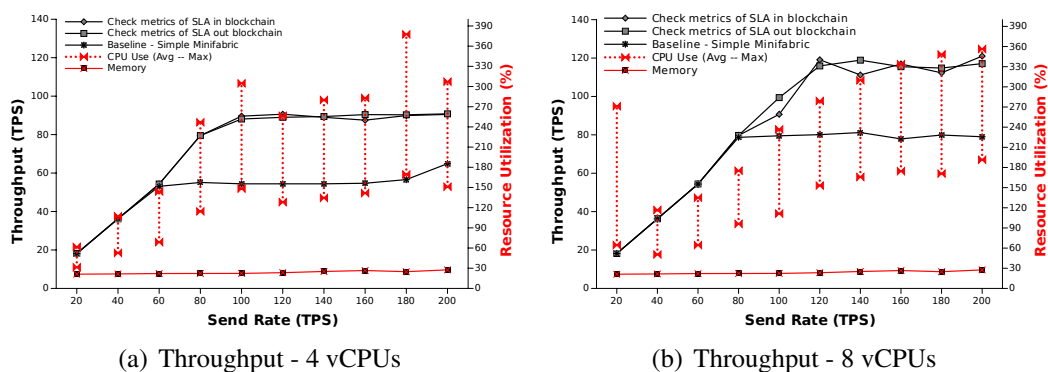 Check metrics of SLA in blockchain
Check metrics of SLA out blockchain
Baseline - Simple Minifabric
CPU Use (Avg -- Max)
Memory
Throughput (TPS)
140
120
100
80
60
40
20
0
390
360
330
300
270
240
210
180
150
120
90
60
30
0
Resource Utilization (%)
20 40 60 80 100 120 140 160 180 200
Send Rate (TPS)
(a) Throughput - 4 vCPUs
Check metrics of SLA in blockchain
Check metrics of SLA out blockchain
Baseline - Simple Minifabric
CPU Use (Avg -- Max)
Memory
Throughput (TPS)
140
120
100
80
60
40
20
0
390
360
330
300
270
240
210
180
150
120
90
60
30
0
Resource Utilization (%)
20 40 60 80 100 120 140 160 180 200
Send Rate (TPS)
(b) Throughput - 8 vCPUs